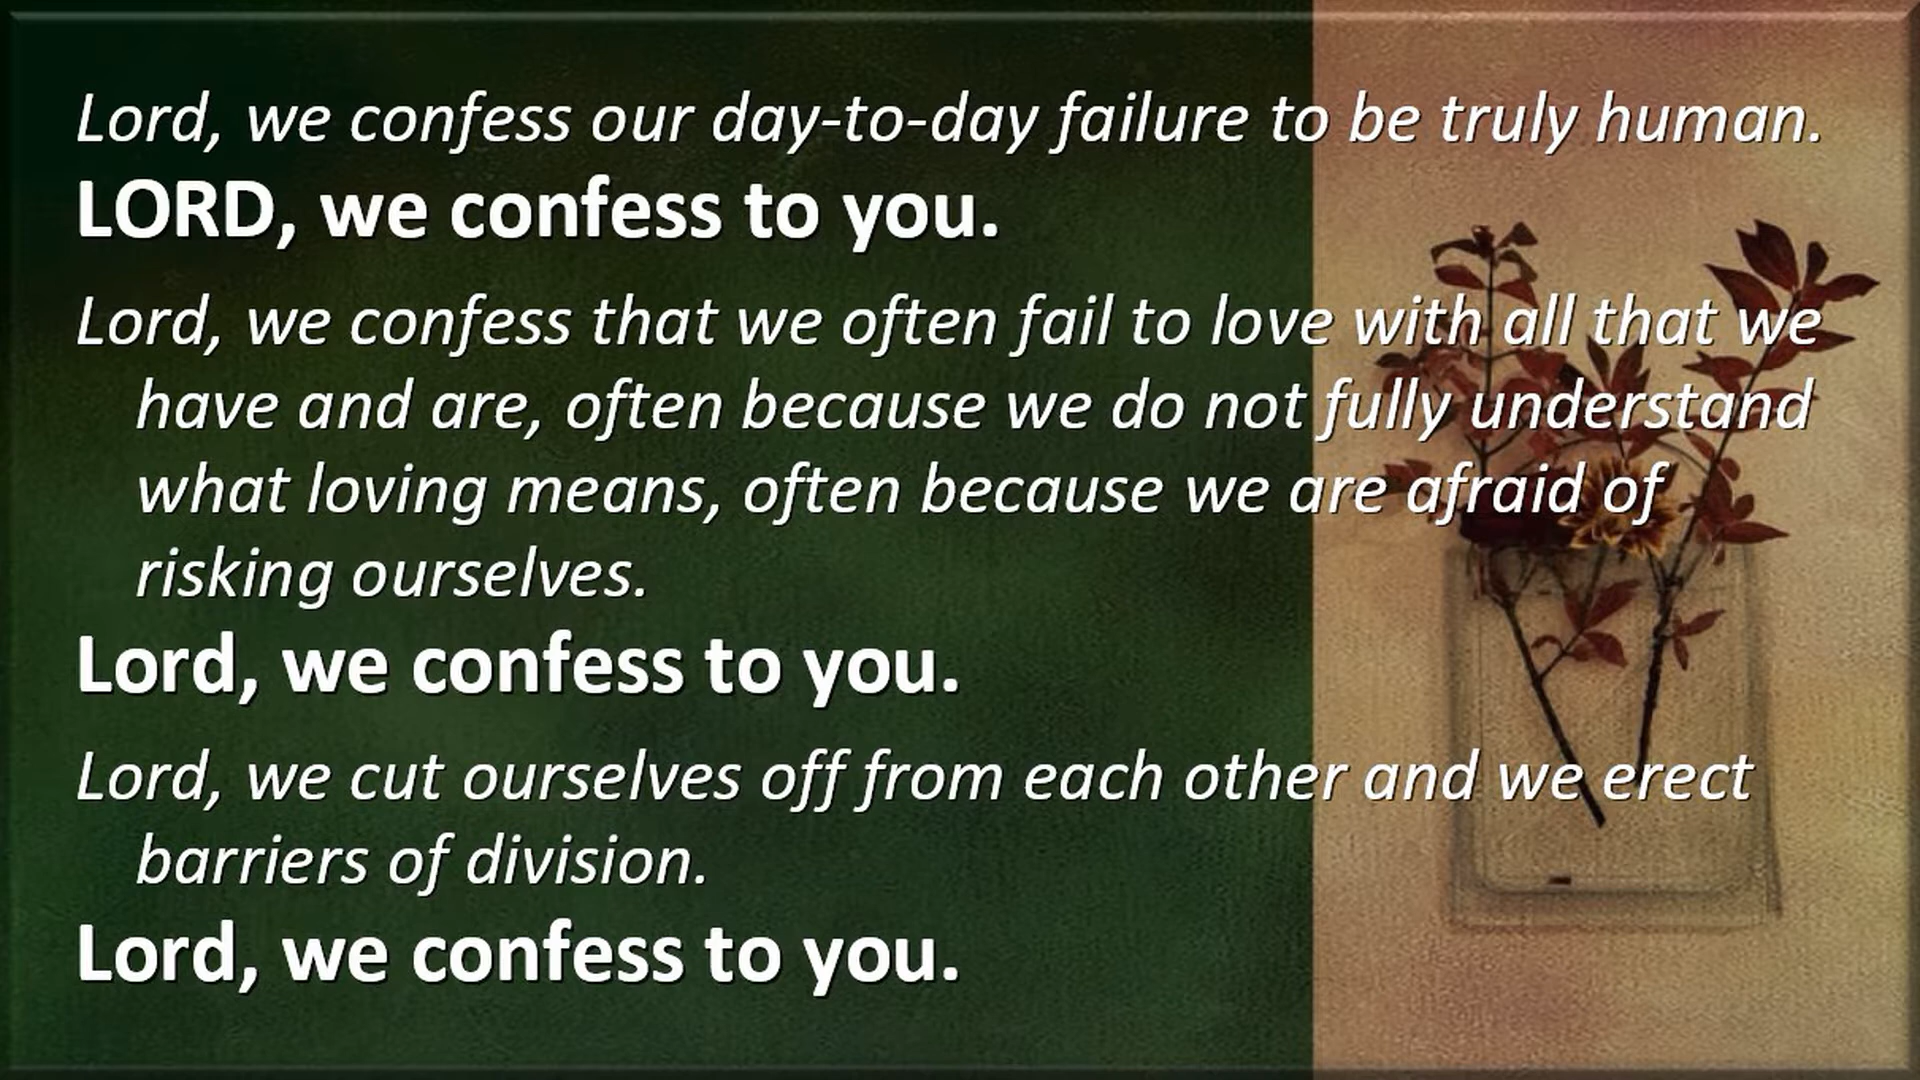 Lord, we confess our day-to-day failure to be truly human.
LORD, we confess to you.
Lord, we confess that we often fail to love with all that we
have and are, often because we do not fully understand
what loving means, often because we are afraid of
risking ourselves.
Lord, we confess to you.
Lord, we cut ourselves off from each other and we erect
barriers of division.
Lord, we confess to you.